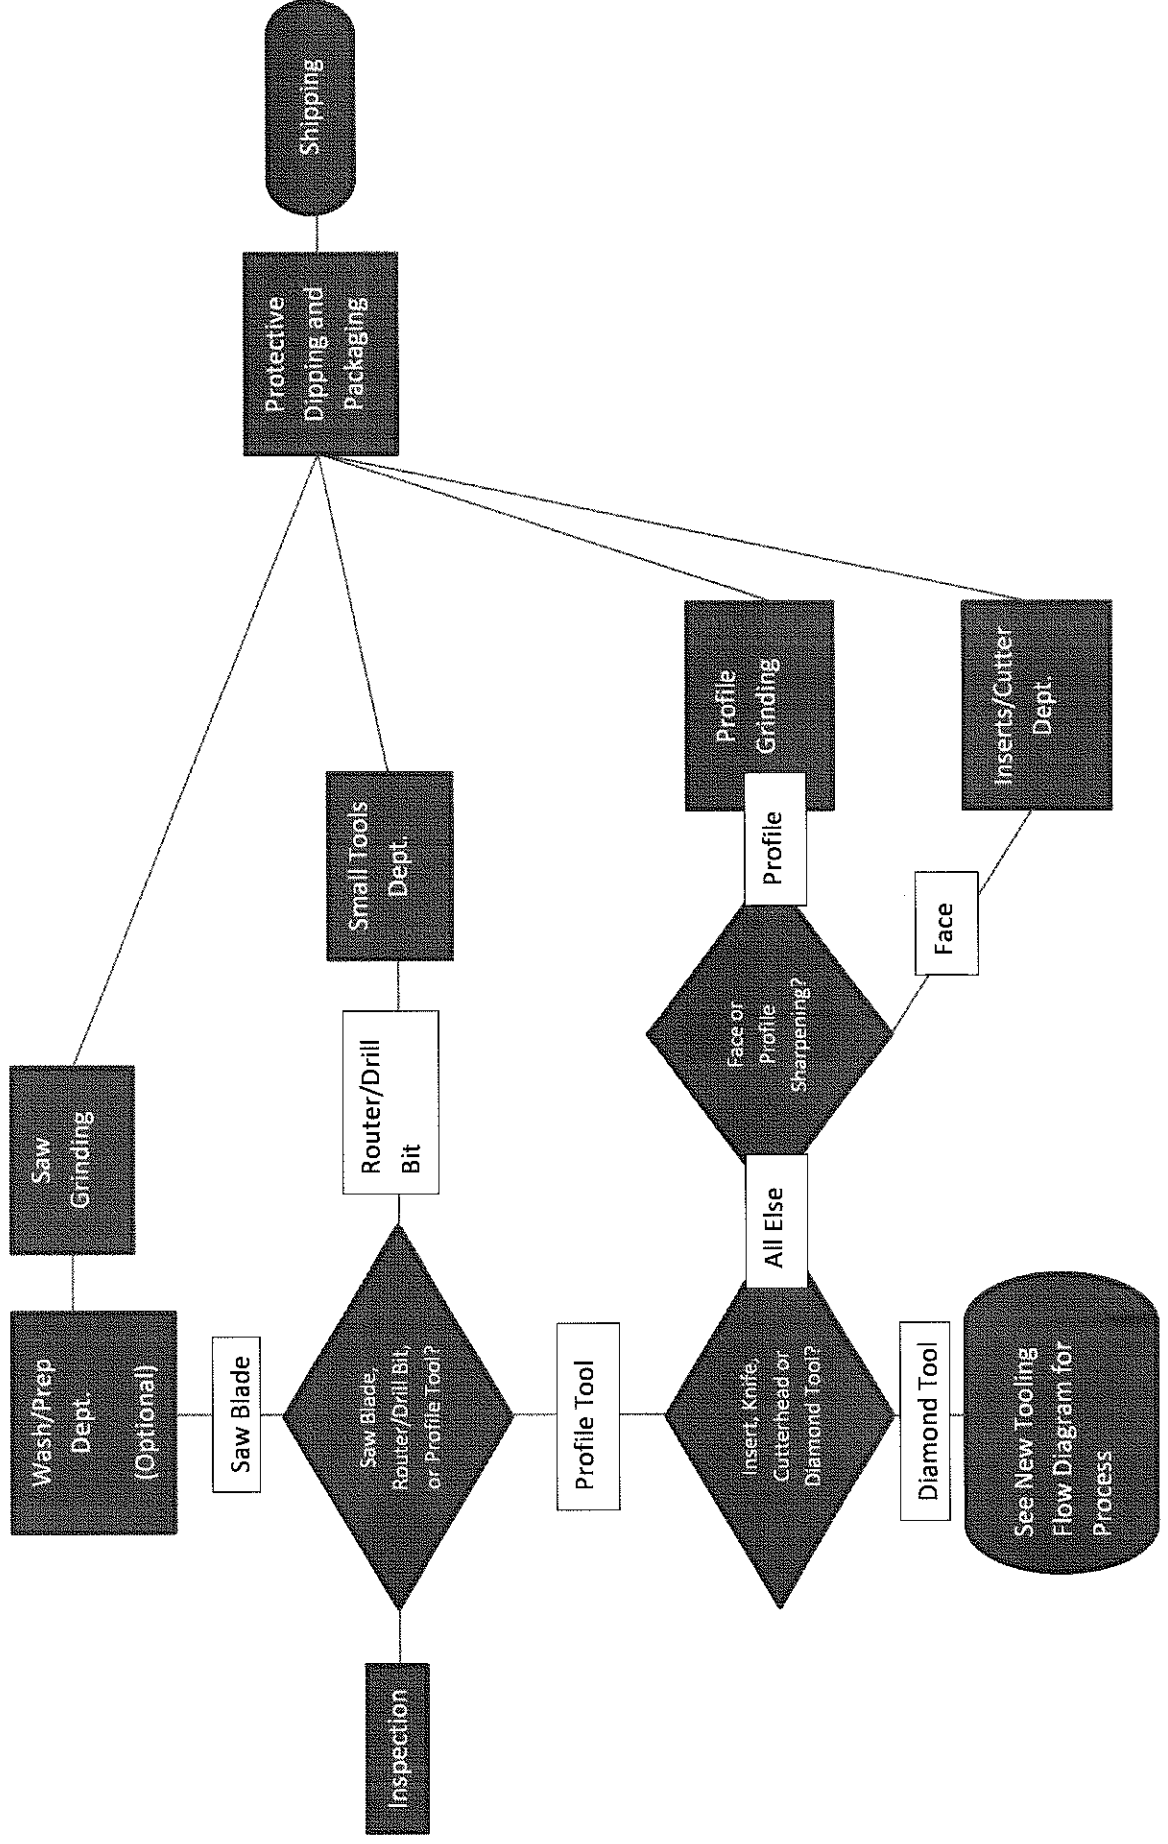 Inspection
Saw Blade,
Router/Drill Bit,
or Profile Tool?
Saw Blade
Wash/Prep
Dept.
(Optional)
Saw
Grinding
Router/Drill
Bit
Small Tools
Dept.
Profile Tool
Insert, Knife,
Cutterhead or
Diamond Tool?
Diamond Tool
See New Tooling
Flow Diagram for
Process
All Else
Face or
Profile
Sharpening?
Profile
Profile
Grinding
Face
Inserts/Cutter
Dept.
Protective
Dipping and
Packaging
Shipping